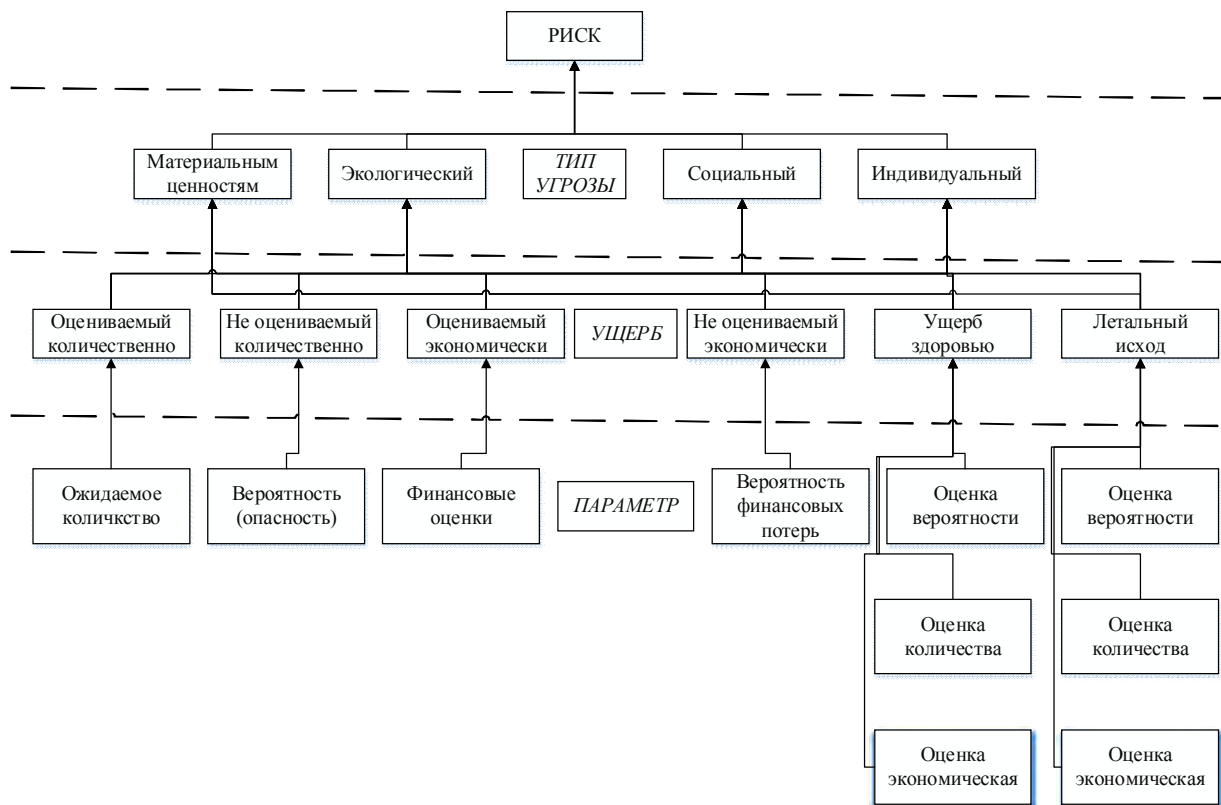 РИСК
Материальным
ценностям
Экологический
ТИП
УГРОЗЫ
Социальный
Индивидуальный
Оцениваемый
количественно
Не оцениваемый
количественно
Оцениваемый
экономически
УЩЕРБ
Не оцениваемый
экономически
Ущерб
здоровью
Летальный
исход
Ожидаемое
количкство
Вероятность
(опасность)
Финансовые
оценки
ПАРАМЕТР
Вероятность
финансовых
потерь
Оценка
вероятности
Оценка
вероятности
Оценка
количества
Оценка
количества
Оценка
экономическая
Оценка
экономическая